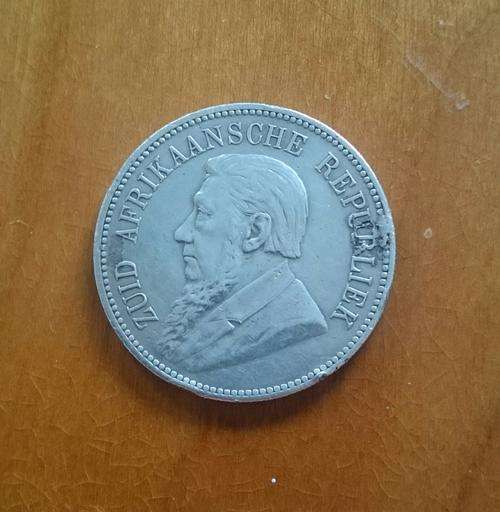 ZUID AFRIKAANSCHE REPUBLIEK